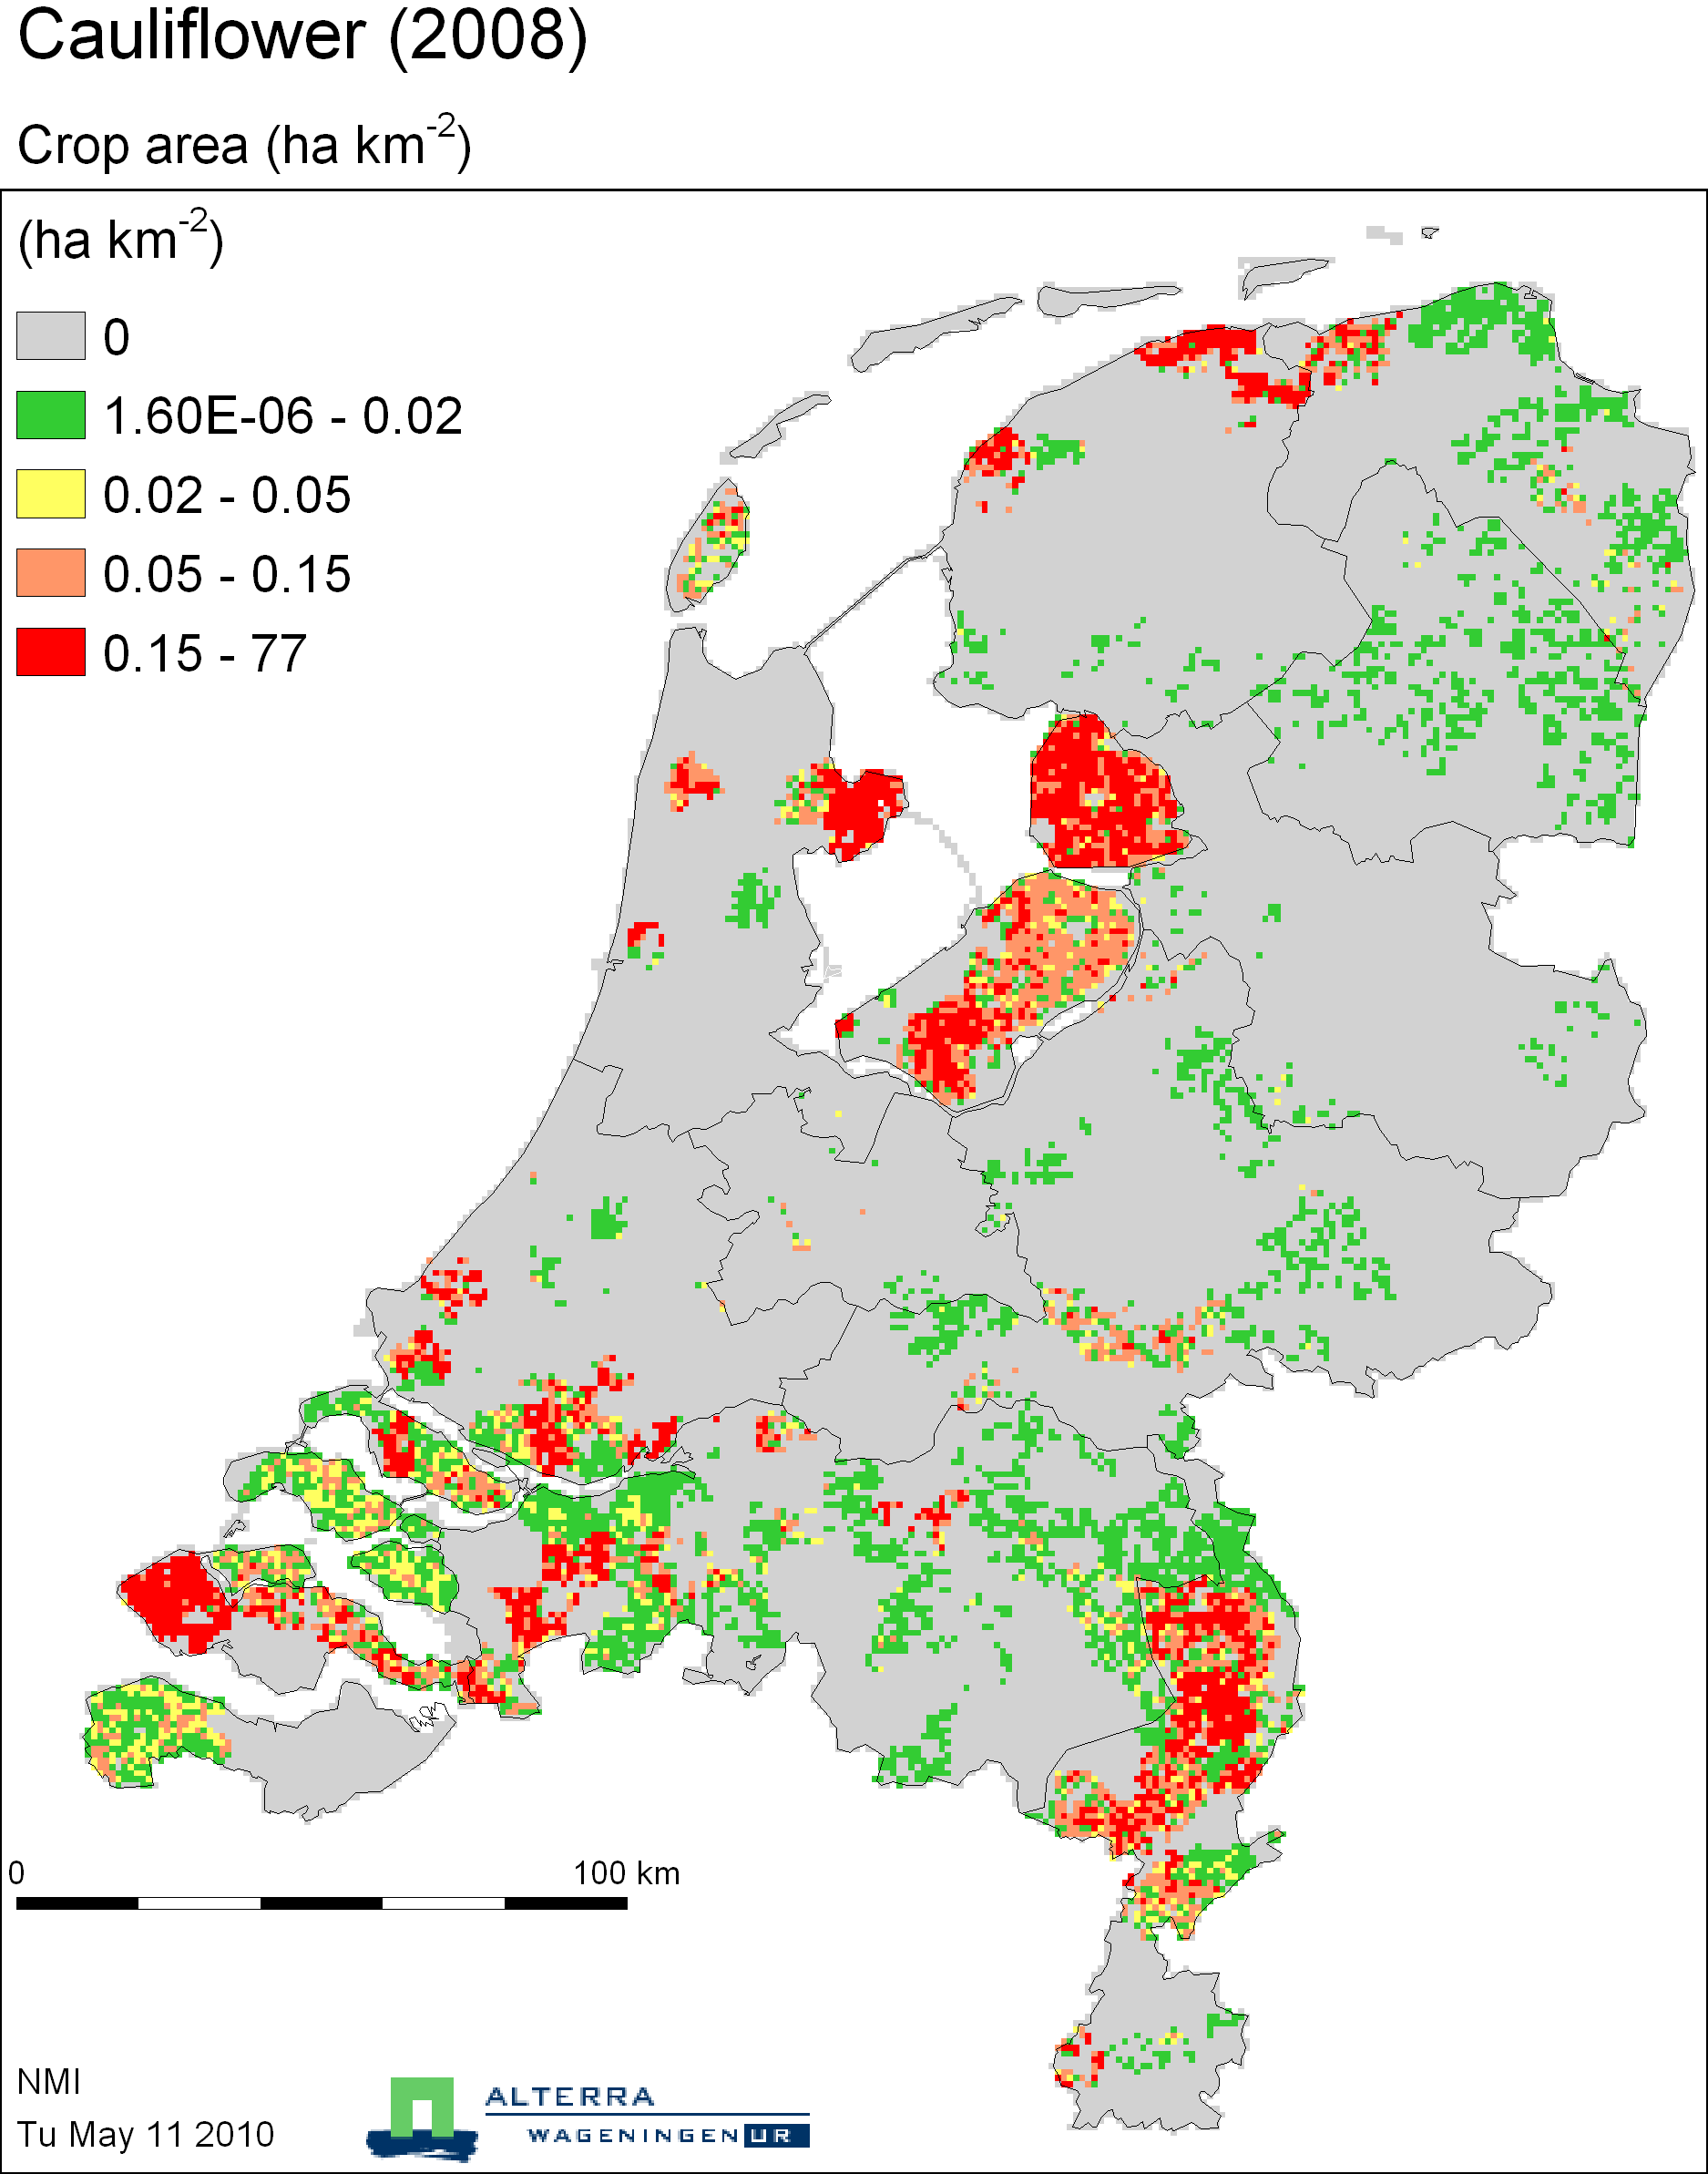 Cauliflower (2008)
Crop area (ha km-2)
(ha km-2)
0
1.60E-06 - 0.02
0.02 - 0.05
0.05 - 0.15
0.15 - 77
0 100 km
NMI
Tu May 11 2010
ALTERRA
WAGENINGEN UR